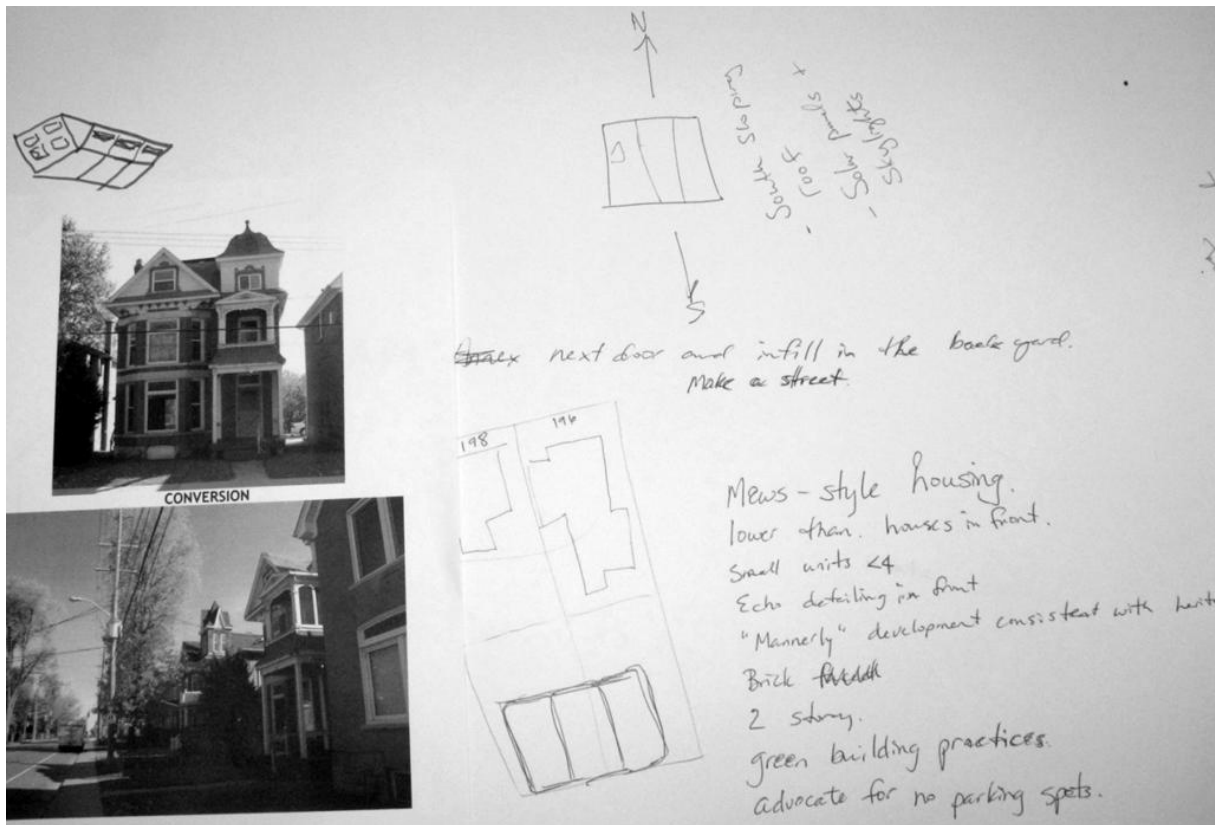 N
- South Sloping
roof
- Solar panels +
Skylights
S
next door and infill in the back yard.
Make a street.
CONVERSION
198
196
Mews-style housing.
lower than. houses in front.
Small units <4
Echo detailing in front
"Mannerly" development consistent with
Brick
2 story.
green building practices.
advocate for no parking spots.